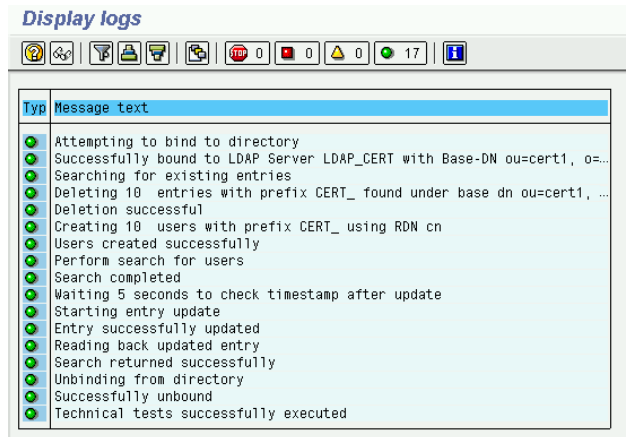 Display logs
STOP 0 0 0 17
Typ Message text
Attempting to bind to directory
Successfully bound to LDAP Server LDAP_CERT with Base-DN ou=cert1, o=…
Searching for existing entries
Deleting 10  entries with prefix CERT_ found under base dn ou=cert1, …
Deletion successful
Creating 10  users with prefix CERT_ using RDN cn
Users created successfully
Perform search for users
Search completed
Waiting 5 seconds to check timestamp after update
Starting entry update
Entry successfully updated
Reading back updated entry
Search returned successfully
Unbinding from directory
Successfully unbound
Technical tests successfully executed